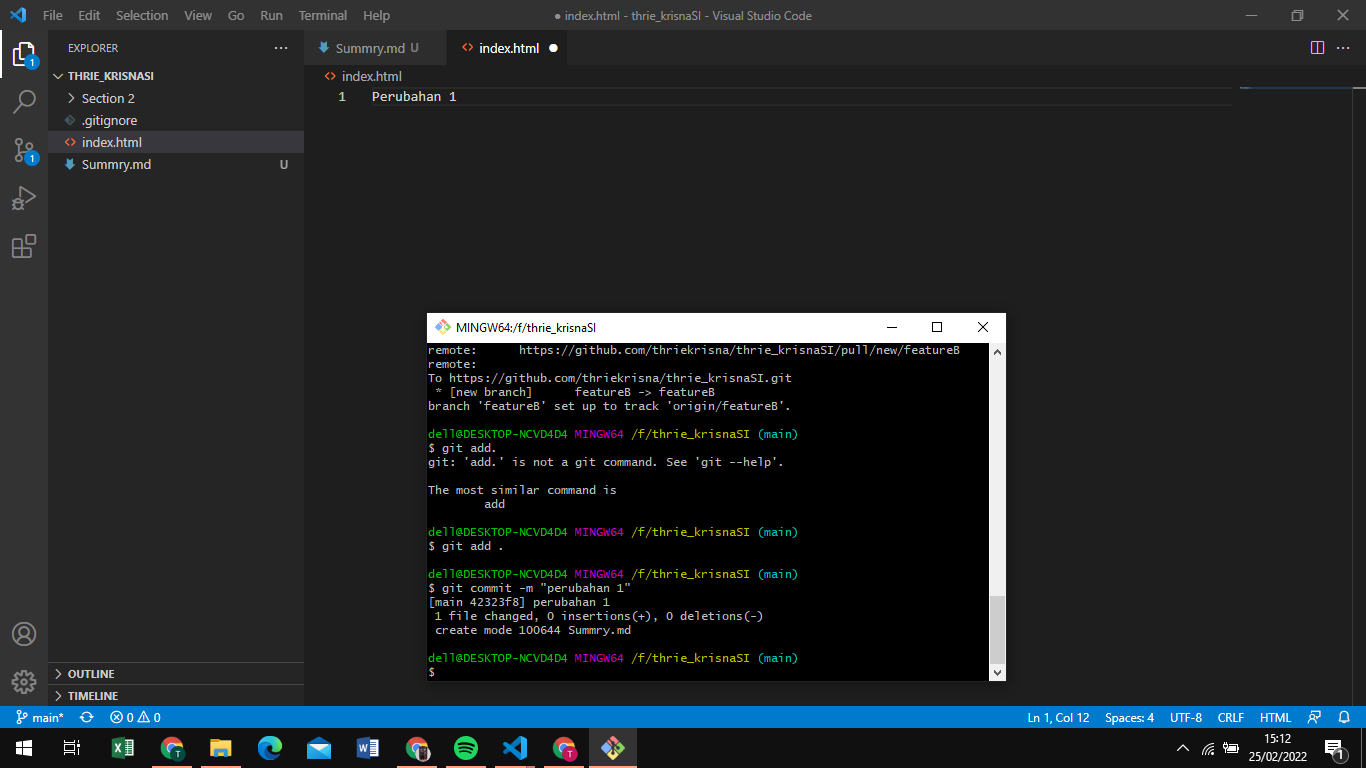 File Edit Selection View Go Run Terminal Help
● index.html - thrie_krisnaSI - Visual Studio Code
EXPLORER
Summry.md U
index.html
THRIE_KRISNASI
Section 2
.gitignore
index.html
Summry.md U
index.html
1 Perubahan 1
1
1
MINGW64:/f/thrie_krisnaSI
remote:      https://github.com/thriekrisna/thrie_krisnaSI/pull/new/featureB
remote:
To https://github.com/thriekrisna/thrie_krisnaSI.git
 * [new branch]      featureB -> featureB
branch 'featureB' set up to track 'origin/featureB'.
dell@DESKTOP-NCVD4D4 MINGW64 /f/thrie_krisnaSI (main)
$ git add.
git: 'add.' is not a git command. See 'git --help'.
The most similar command is
        add
dell@DESKTOP-NCVD4D4 MINGW64 /f/thrie_krisnaSI (main)
$ git add .
dell@DESKTOP-NCVD4D4 MINGW64 /f/thrie_krisnaSI (main)
$ git commit -m "perubahan 1"
[main 42323f8] perubahan 1
 1 file changed, 0 insertions(+), 0 deletions(-)
 create mode 100644 Summry.md
dell@DESKTOP-NCVD4D4 MINGW64 /f/thrie_krisnaSI (main)
$
OUTLINE
TIMELINE
main* 0 0
Ln 1, Col 12 Spaces: 4 UTF-8 CRLF HTML
T
T
15:12
25/02/2022
1